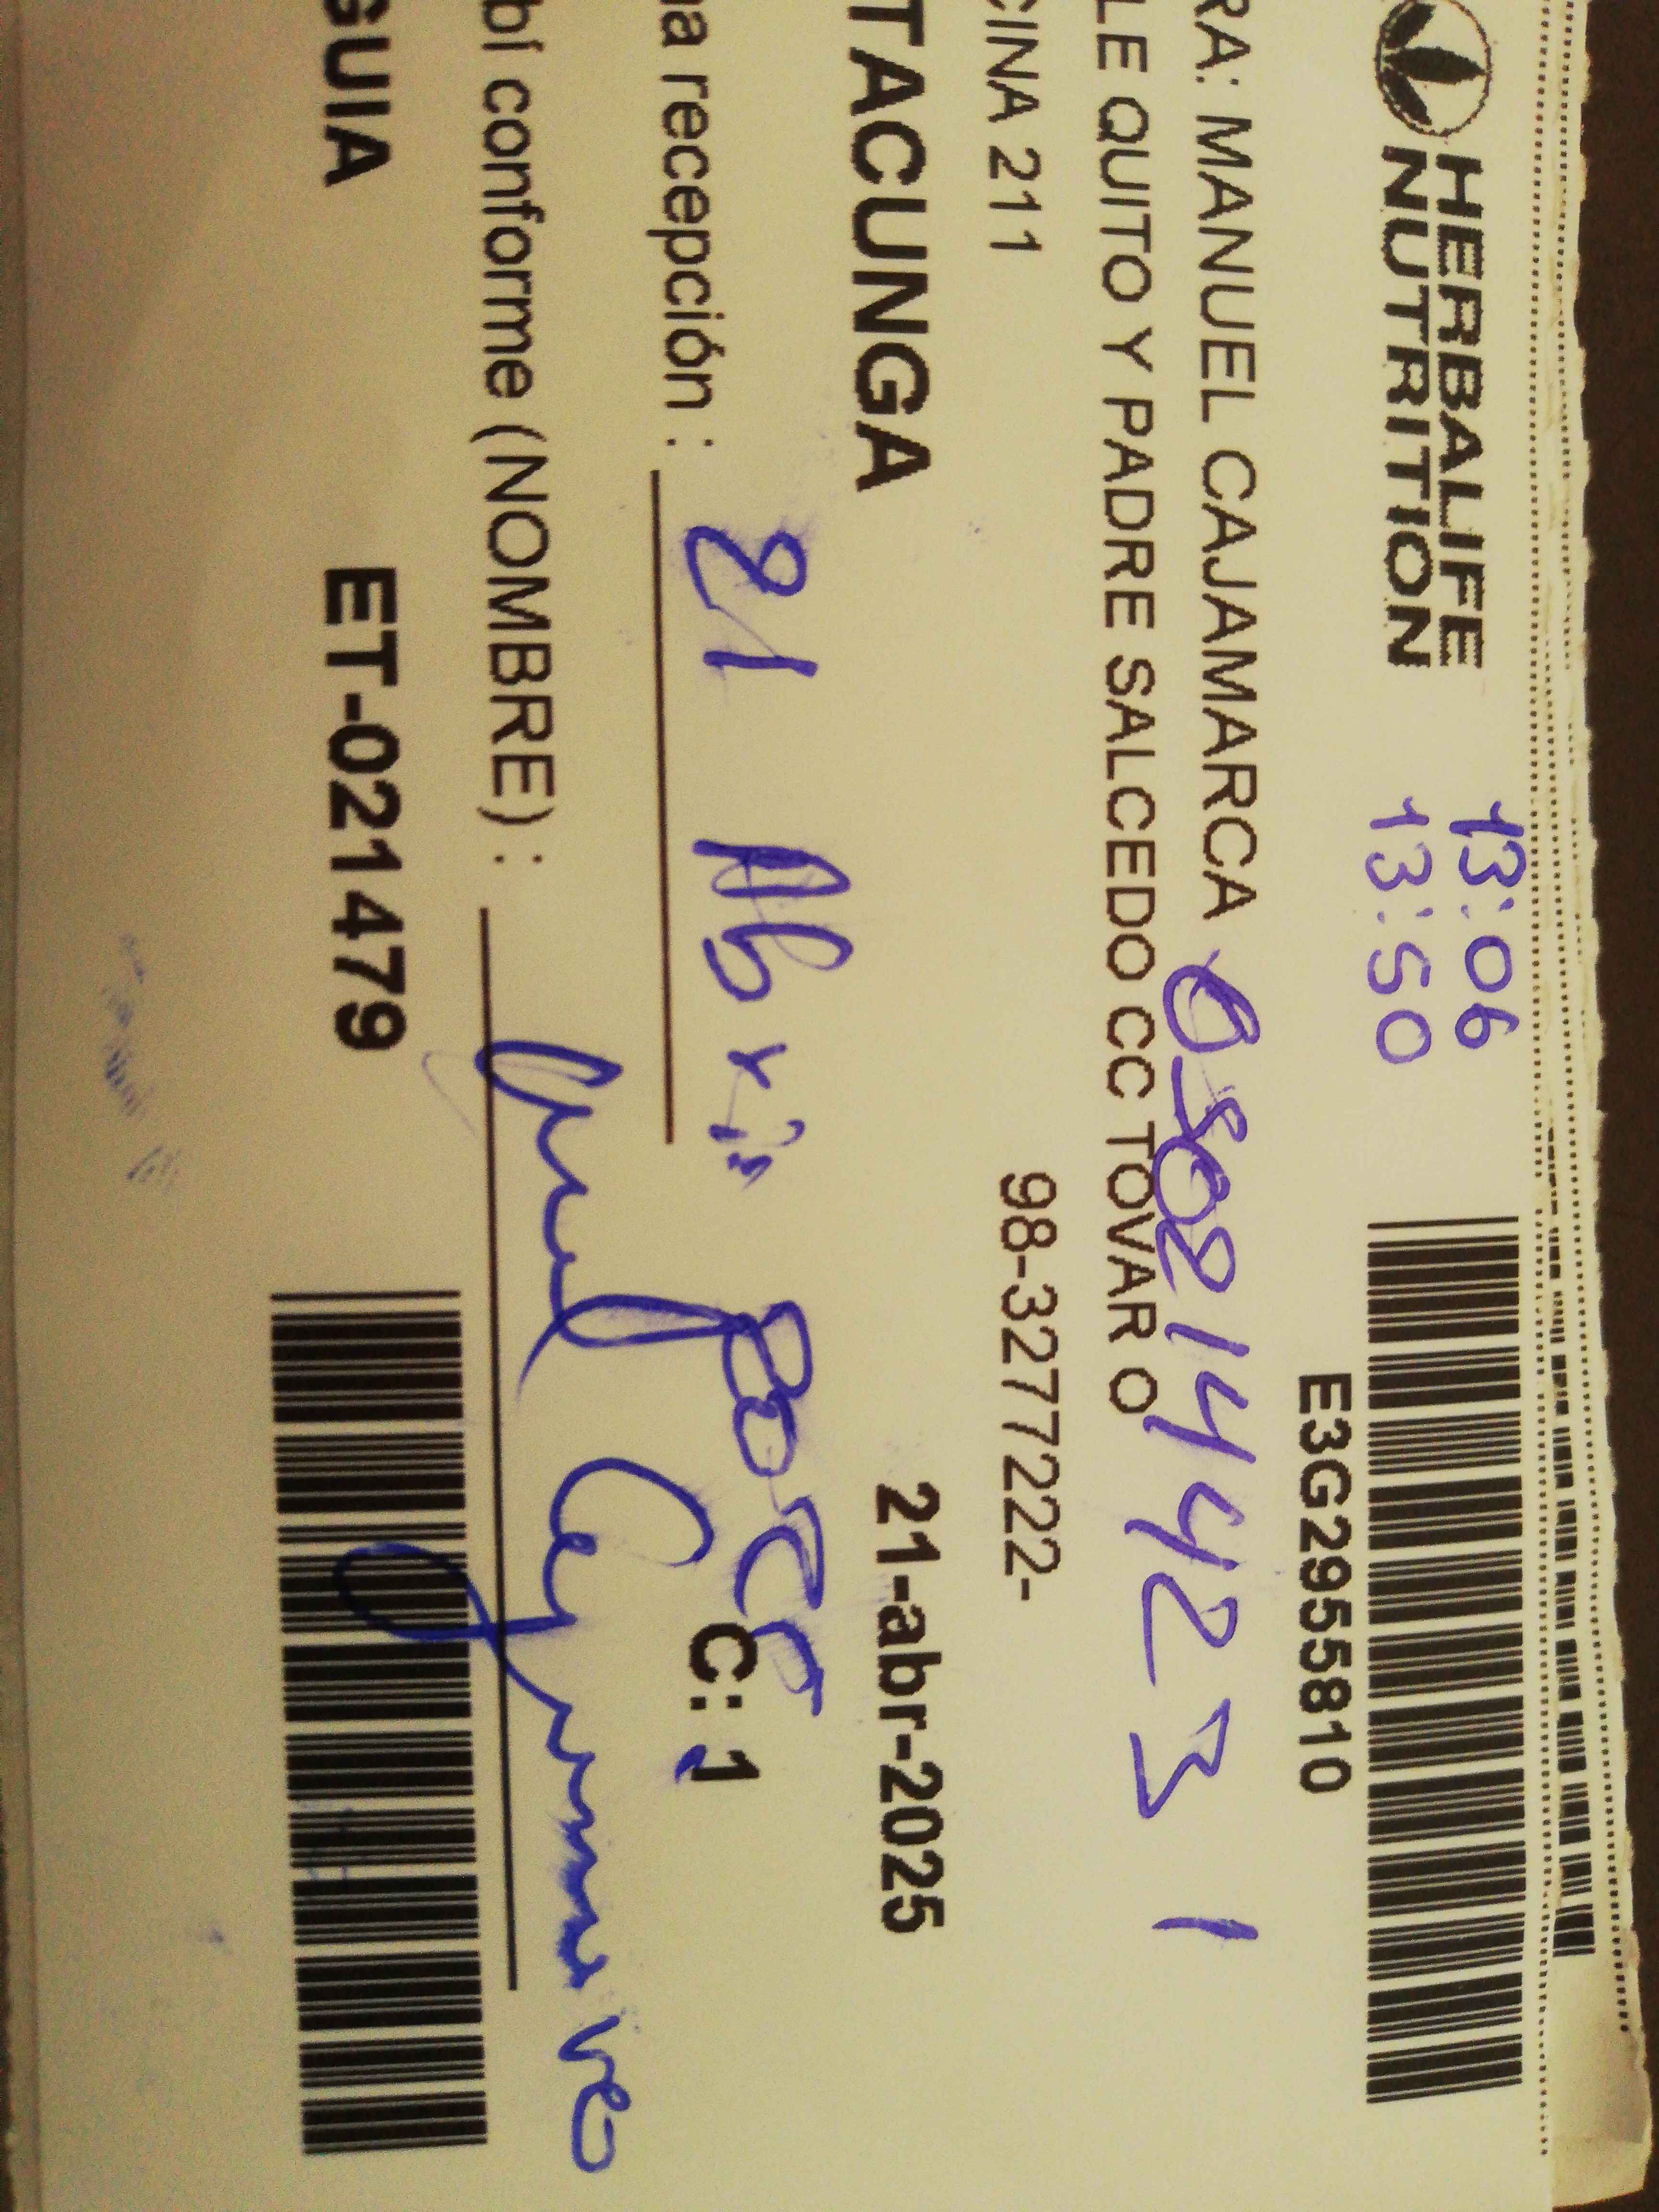 HERBALIFE
NUTRITION
13:06
13:50
E3G2955810
RA: MANUEL CAJAMARCA
0502144231
LE QUITO Y PADRE SALCEDO CC TOVAR O
CINA 211
98-3277222-
TACUNGA
21-abr-2025
na recepción :
21 Abril
C: 1
bí conforme (NOMBRE) :
GUIA
ET-021479